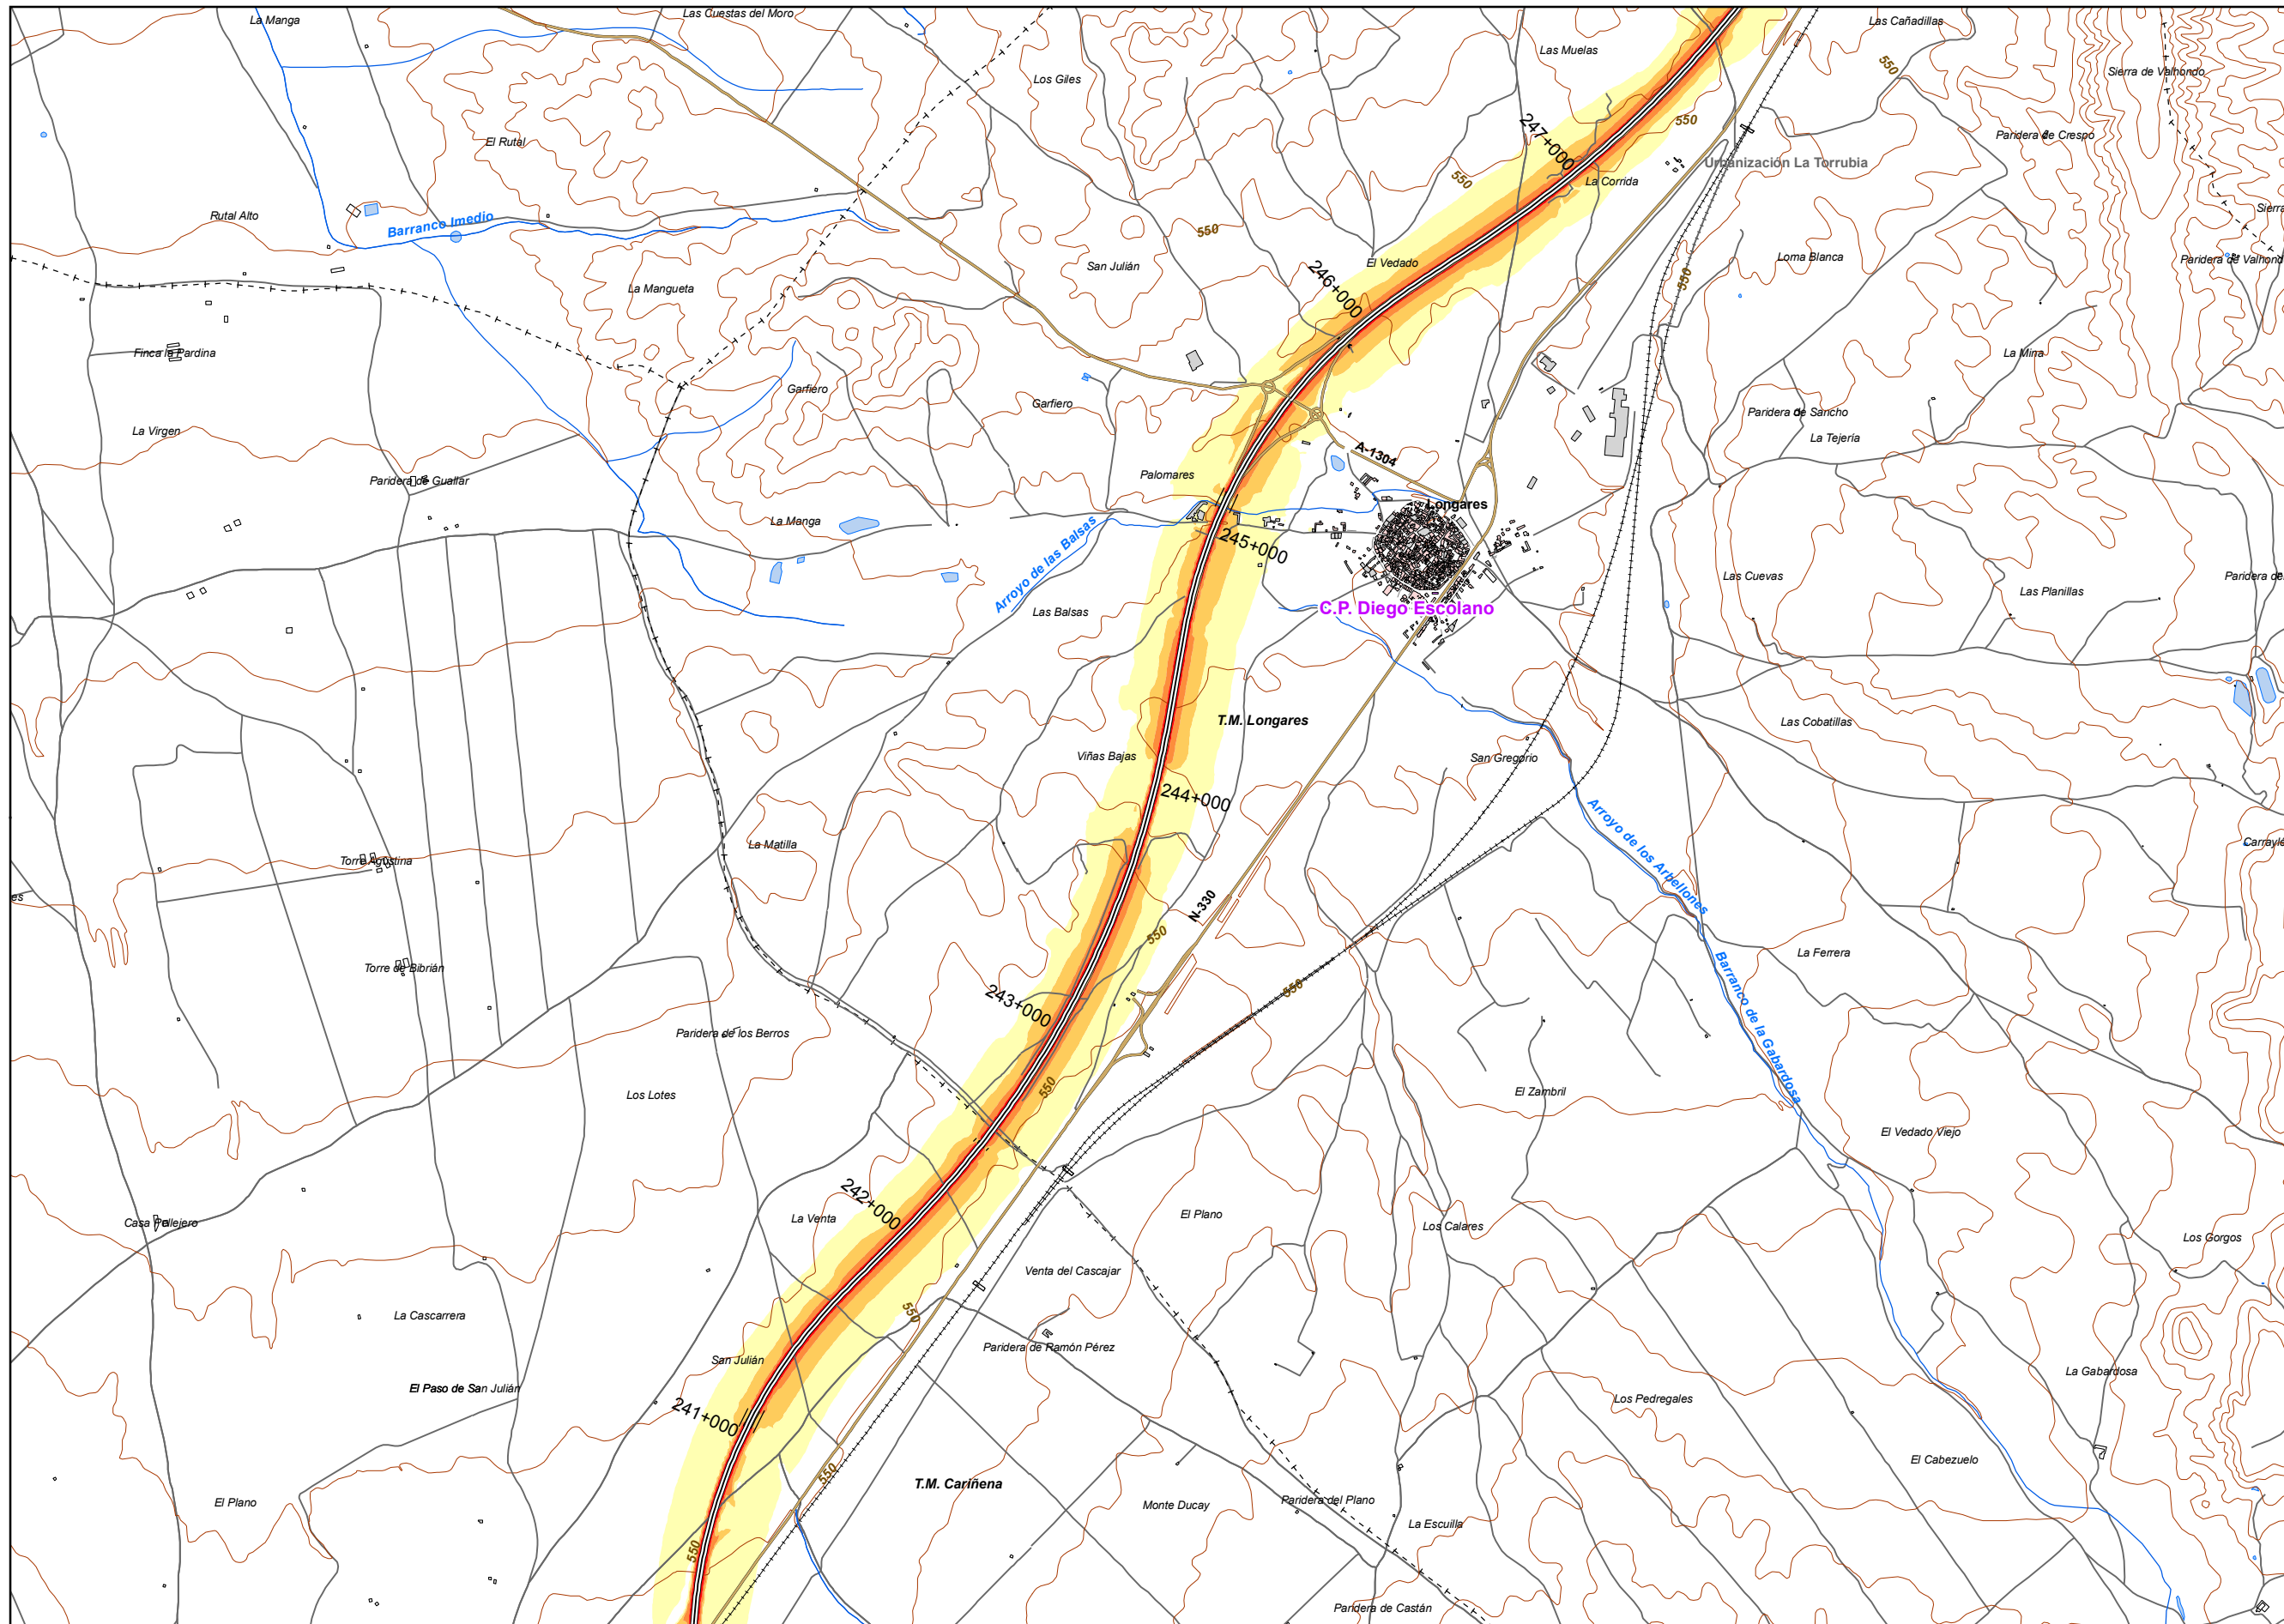 La Manga
Las Cuestas del Moro
Las Cañadillas
Las Muelas
Los Giles
550
Sierra de Valhondo
El Rutal
550
247+000
Paridera de Crespo
Urbanización La Torrubia
550
La Corrida
Rutal Alto
Barranco Imedio
550
Sierra
El Vedado
San Julián
Loma Blanca
Paridera de Valhond
246+000
550
La Mangueta
Finca la Pardina
La Mina
Garfiero
Garfiero
Paridera de Sancho
La Tejería
La Virgen
A-1304
Palomares
Paridera de Guallar
Longares
La Manga
245+000
Arroyo de las Balsas
Las Cuevas
Las Planillas
Paridera de
C.P. Diego Escolano
Las Balsas
T.M. Longares
Las Cobatillas
Viñas Bajas
San Gregorio
244+000
La Matilla
Arroyo de los Arbellones
Carrayle
Torre Agustina
es
N-330
550
La Ferrera
Torre de Bibrián
Barranco de la Gabardosa
550
243+000
Paridera de los Berros
550
Los Lotes
El Zambril
El Vedado Viejo
242+000
La Venta
Casa Pellejero
El Plano
Los Calares
Los Gorgos
Venta del Cascajar
550
La Cascarrera
Paridera de Ramón Pérez
San Julián
La Gabardosa
El Paso de San Julián
Los Pedregales
241+000
El Cabezuelo
550
T.M. Cariñena
El Plano
Monte Ducay
Paridera del Plano
La Escuilla
550
Paridera de Castán